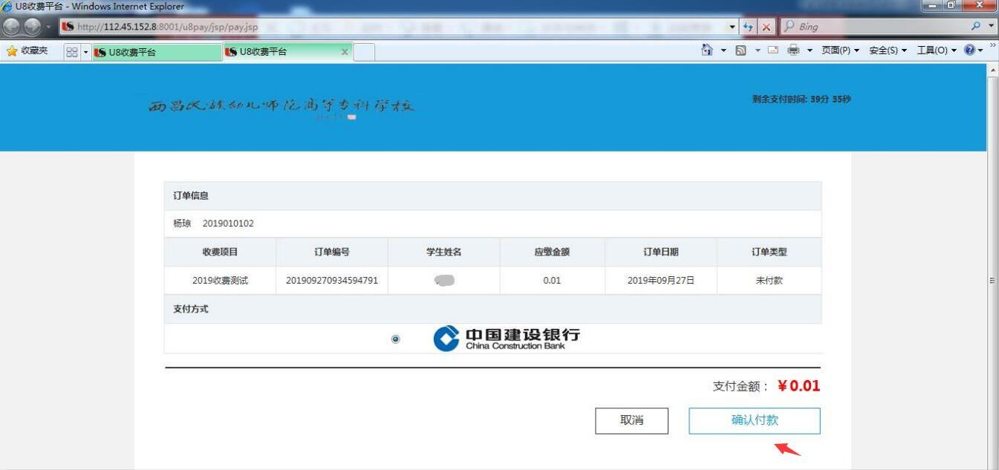 U8收费平台 - Windows Internet Explorer
http://112.45.152.8:8001/u8pay/jsp/pay.jsp
Bing
收藏夹
U8收费平台
U8收费平台
页面(P)
安全(S)
工具(O)
西昌民族幼儿师范高等专科学校
剩余支付时间: 39分 35秒
订单信息
杨琼 2019010102
收费项目 订单编号 学生姓名 应缴金额 订单日期 订单类型
2019收费测试 201909270934594791 0.01 2019年09月27日 未付款
支付方式
中国建设银行
China Construction Bank
支付金额： ¥0.01
取消 确认付款